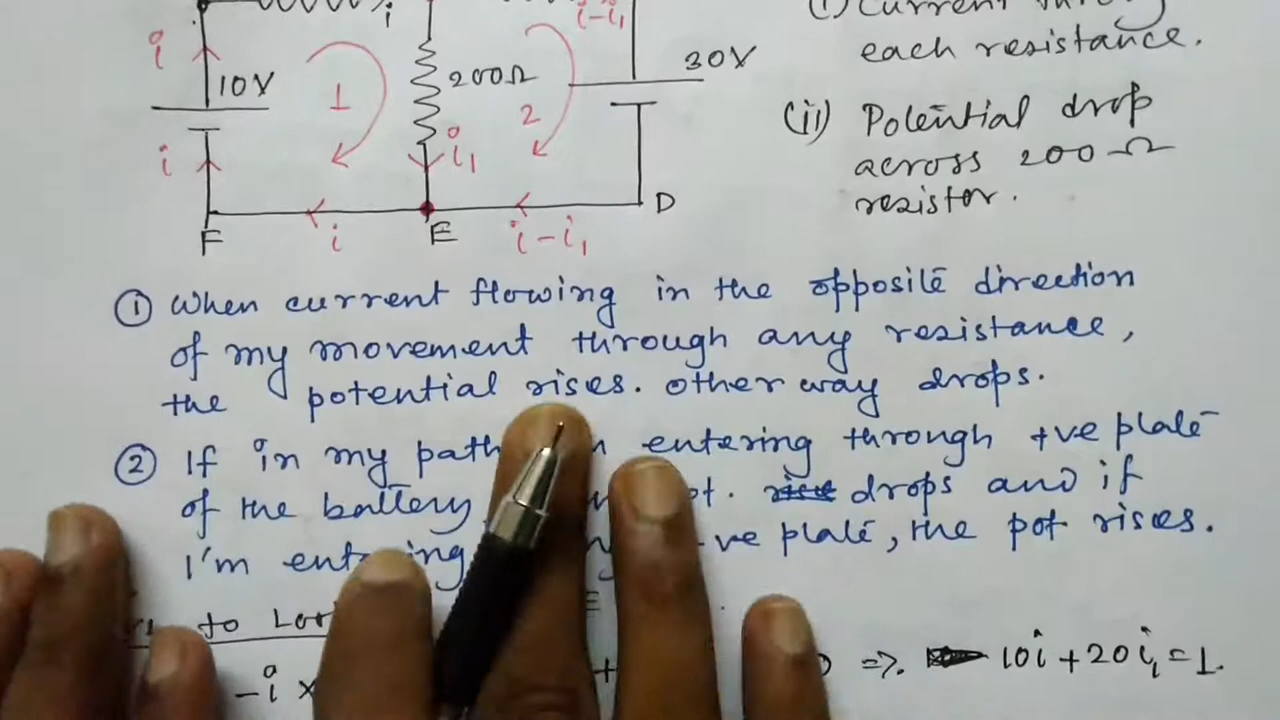 i
i
i-i₁
(i) Current
each resistance.
i
10V
1
200Ω
2
30V
i
i₁
(ii) Potential drop
across 200Ω
resistor.
F
i
E
i-i₁
D
① When current flowing in the opposite direction
of my movement through any resistance,
the potential rises. Other way drops.
② If in my path entering through +ve plate
of the battery pot. drops and if
I'm entering -ve plate, the pot rises.
to
-i ×
+ ⇒ 10i + 20i₁ = 1.